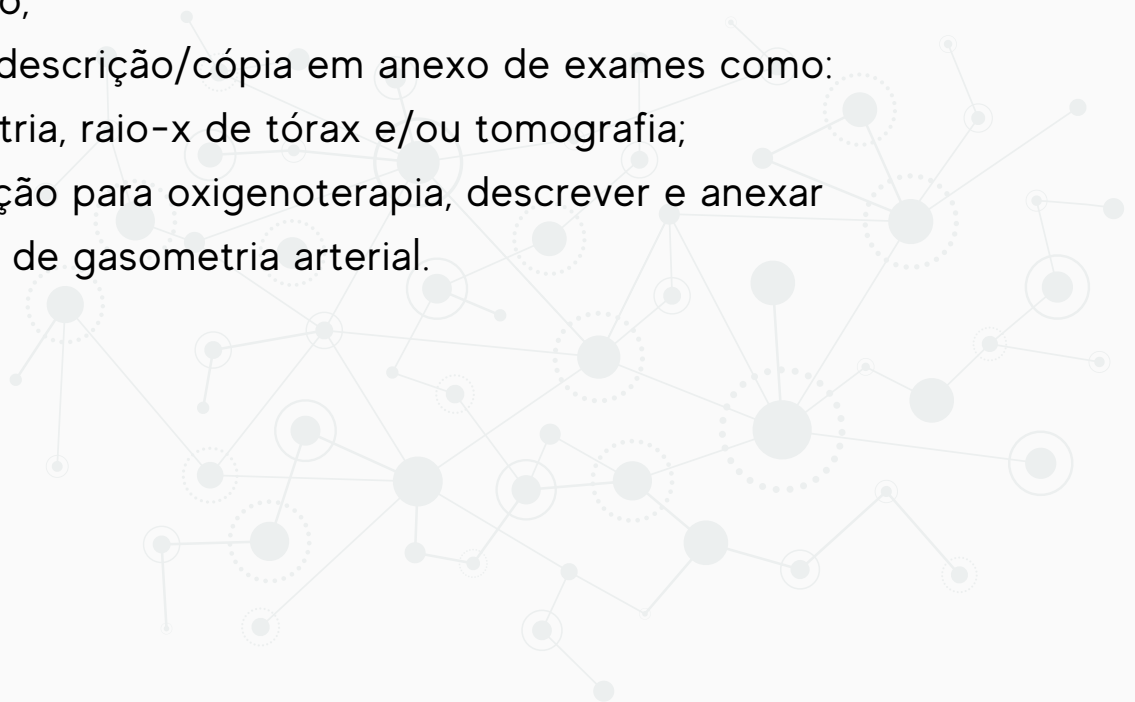 o,
descrição/cópia em anexo de exames como:
tria, raio-x de tórax e/ou tomografia;
ção para oxigenoterapia, descrever e anexar
de gasometria arterial.